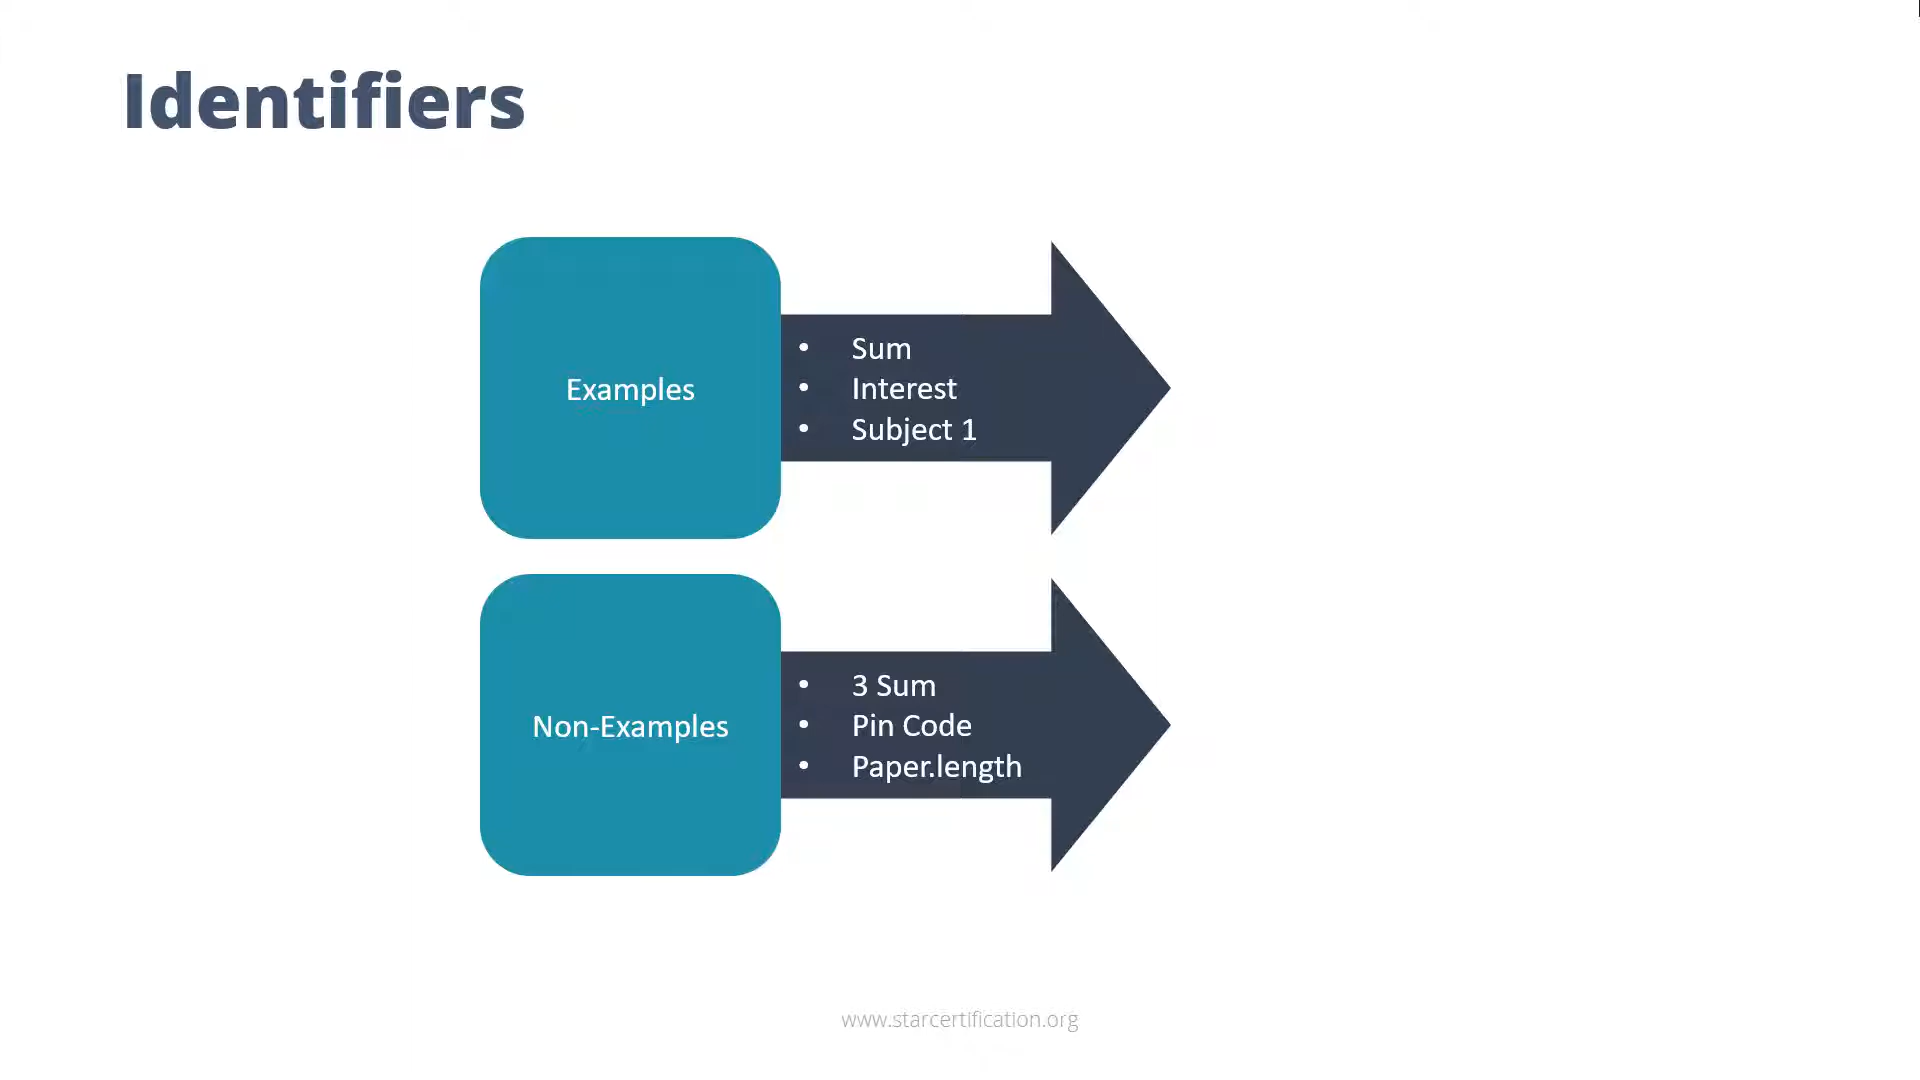 Identifiers
Examples
• Sum
• Interest
• Subject 1
Non-Examples
• 3 Sum
• Pin Code
• Paper.length
www.starcertification.org